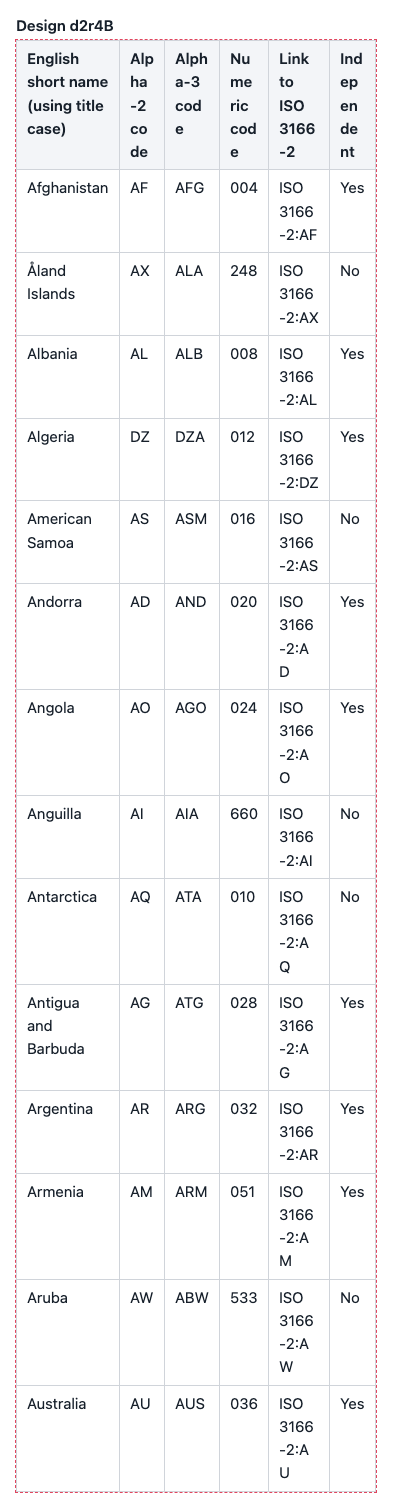 Design d2r4B
English short name (using title case) Alpha-2 code Alpha-3 code Numeric code Link to ISO 3166-2 Independent
Afghanistan AF AFG 004 ISO 3166-2:AF Yes
Åland Islands AX ALA 248 ISO 3166-2:AX No
Albania AL ALB 008 ISO 3166-2:AL Yes
Algeria DZ DZA 012 ISO 3166-2:DZ Yes
American Samoa AS ASM 016 ISO 3166-2:AS No
Andorra AD AND 020 ISO 3166-2:AD Yes
Angola AO AGO 024 ISO 3166-2:AO Yes
Anguilla AI AIA 660 ISO 3166-2:AI No
Antarctica AQ ATA 010 ISO 3166-2:AQ No
Antigua and Barbuda AG ATG 028 ISO 3166-2:AG Yes
Argentina AR ARG 032 ISO 3166-2:AR Yes
Armenia AM ARM 051 ISO 3166-2:AM Yes
Aruba AW ABW 533 ISO 3166-2:AW No
Australia AU AUS 036 ISO 3166-2:AU Yes